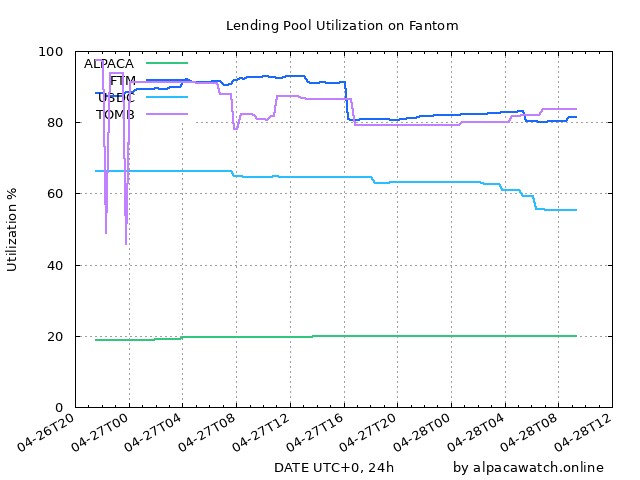 Lending Pool Utilization on Fantom
100
80
60
40
20
0
Utilization %
ALPACA
FTM
USDC
TOMB
04-26T20
04-27T00
04-27T04
04-27T08
04-27T12
04-27T16
04-27T20
04-28T00
04-28T04
04-28T08
04-28T12
DATE UTC+0, 24h
by alpacawatch.online